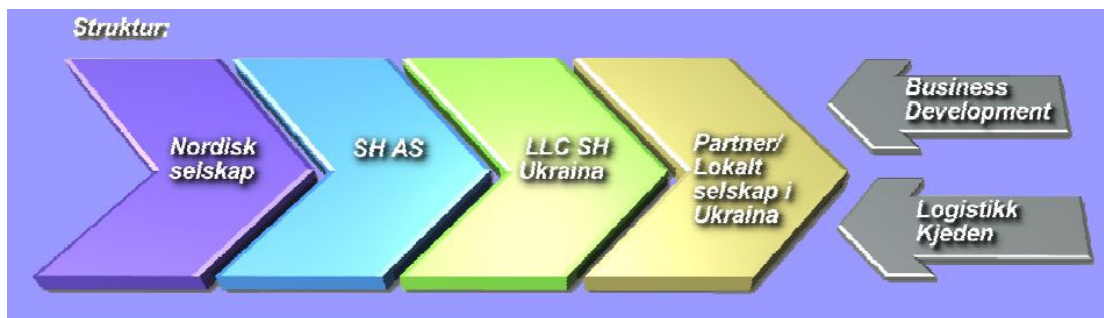 Struktur:
Nordisk
selskap
SH AS
LLC SH
Ukraina
Partner/
Lokalt
selskap i
Ukraina
Business
Development
Logistikk
Kjeden